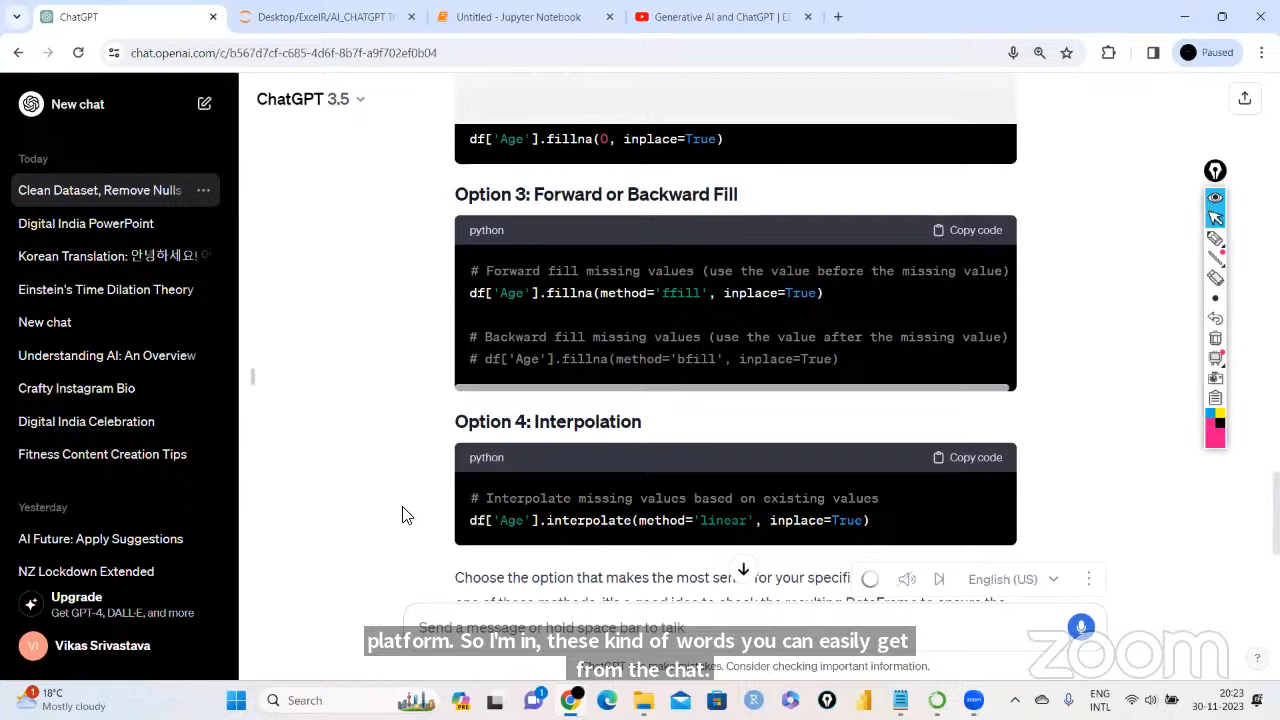 ChatGPT
Desktop/ExcelR/AI_CHATGPT T
Untitled - Jupyter Notebook
Generative AI and ChatGPT | E
chat.openai.com/c/b567d7cf-c685-4d6f-8b7f-a9f702ef0b04
Paused
New chat
ChatGPT 3.5
Today
Clean Dataset, Remove Nulls
Digital India PowerPoint
Korean Translation: 안녕하세요!
Einstein's Time Dilation Theory
New chat
Understanding AI: An Overview
Crafty Instagram Bio
Digital India Celebration
Fitness Content Creation Tips
Yesterday
AI Future: Apply Suggestions
NZ Lockdown Extended
Upgrade
Get GPT-4, DALL-E, and more
Vikas Srivastava
df['Age'].fillna(0, inplace=True)
Option 3: Forward or Backward Fill
python Copy code
# Forward fill missing values (use the value before the missing value)
df['Age'].fillna(method='ffill', inplace=True)
# Backward fill missing values (use the value after the missing value)
# df['Age'].fillna(method='bfill', inplace=True)
Option 4: Interpolation
python Copy code
# Interpolate missing values based on existing values
df['Age'].interpolate(method='linear', inplace=True)
Choose the option that makes the most for your specifi
English (US)
Send a message or hold space bar to talk
platform. So I'm in, these kind of words you can easily get
from the chat.
Consider checking important information.
zoom
?
18°C
Mostly cloudy
Search
PRE
1
R
zoom
ENG
INTL
20:23
30-11-2023